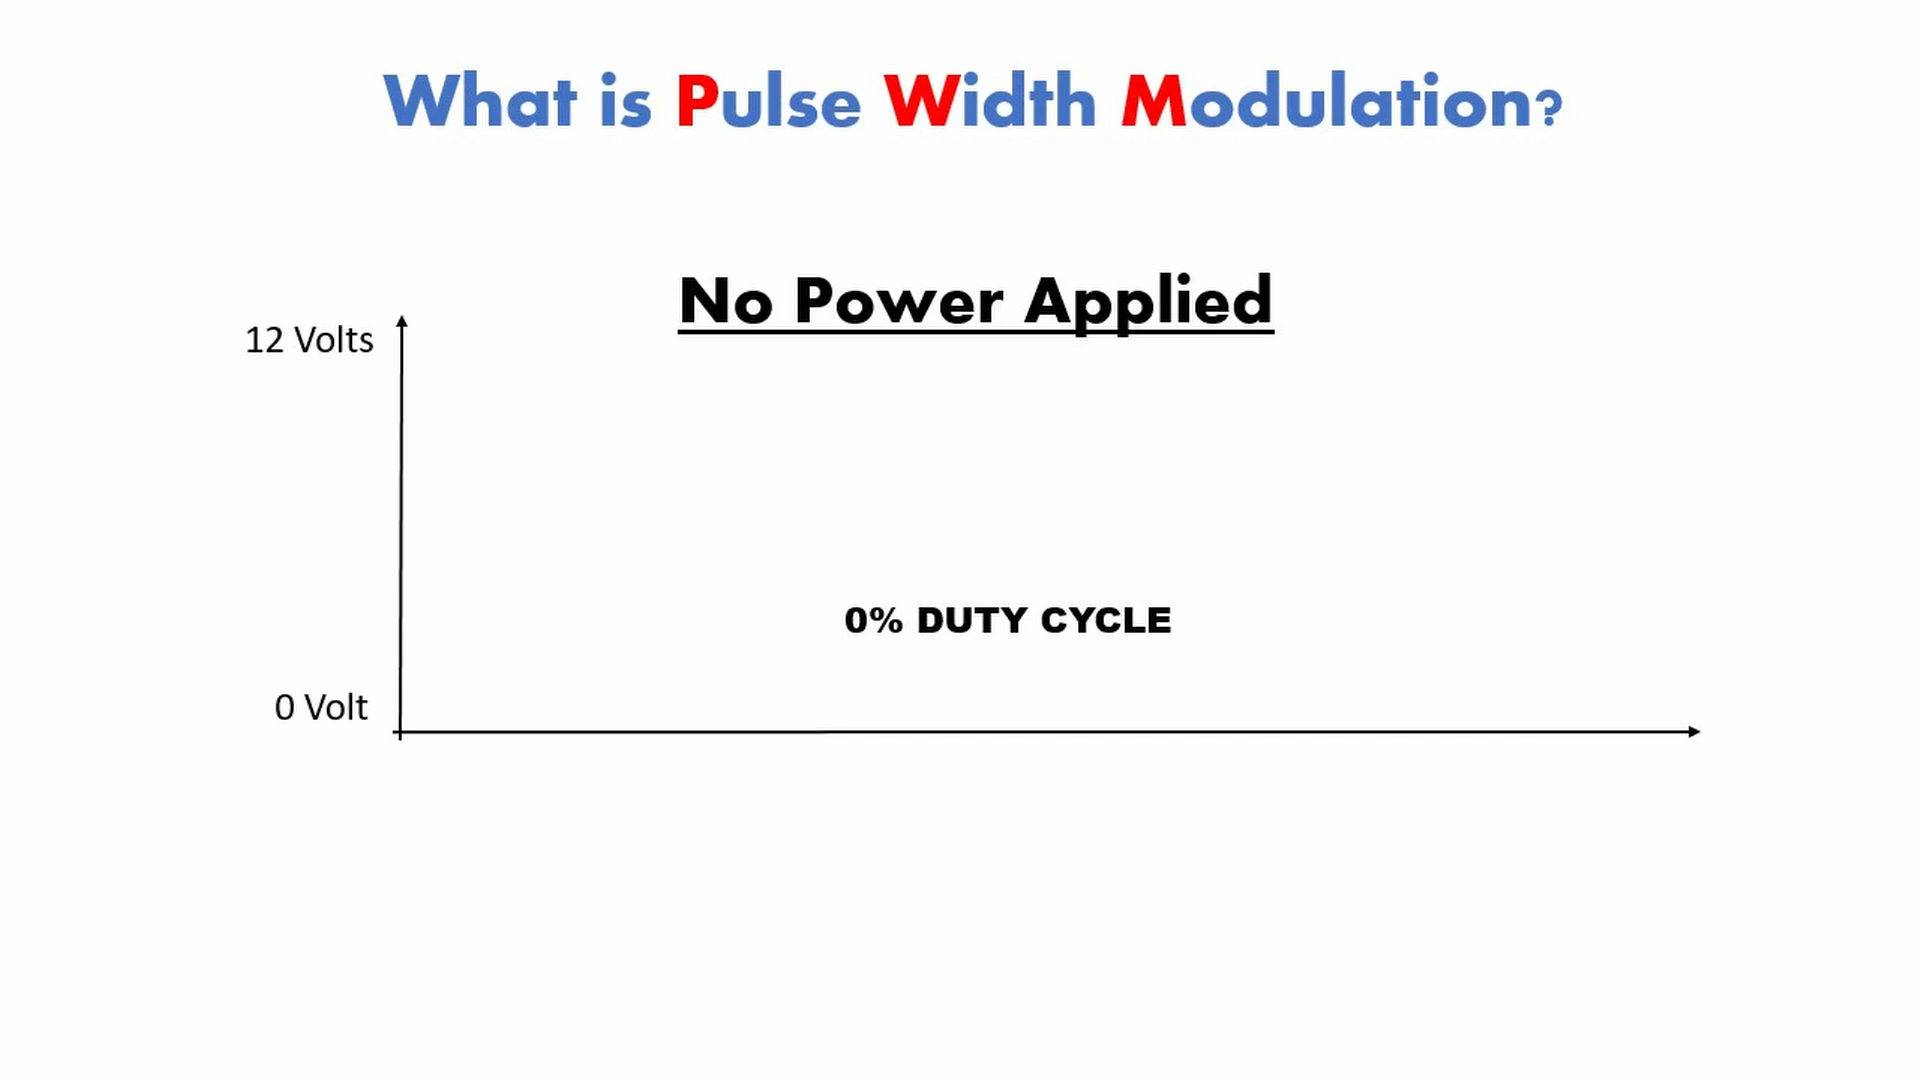 What is Pulse Width Modulation?
No Power Applied
12 Volts
0% DUTY CYCLE
0 Volt